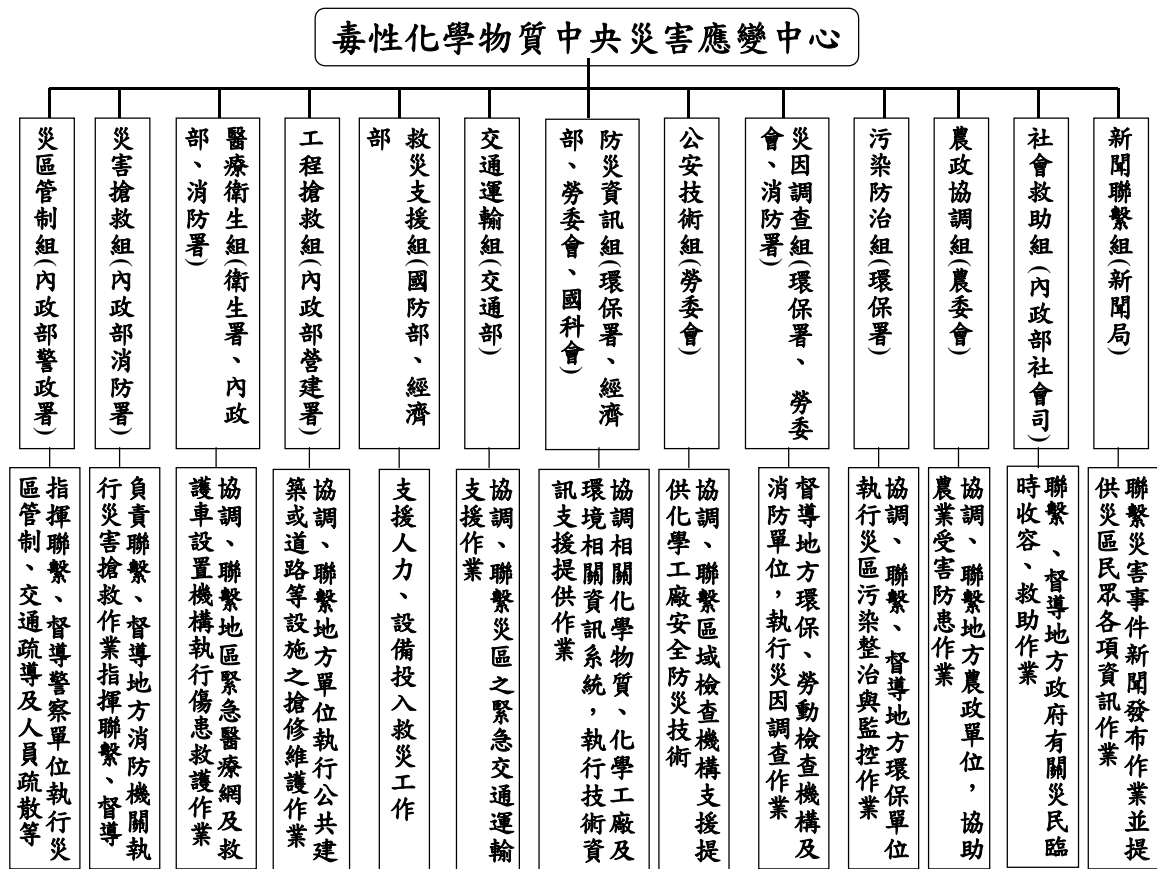 毒性化學物質中央災害應變中心
災區管制組(內政部警政署)
災害搶救組(內政部消防署)
醫療衛生組(衛生署、內政
部、消防署)
工程搶救組(內政部營建署)
救災支援組(國防部、經濟
部
交通運輸組(交通部)
防災資訊組(環保署、經濟
部、勞委會、國科會)
公安技術組(勞委會)
災因調查組(環保署、勞委
會、消防署)
污染防治組(環保署)
農政協調組(農委會)
社會救助組(內政部社會司)
新聞聯繫組(新聞局)
指揮聯繫、督導警察單位執行災
區管制、交通疏導及人員疏散等
負責聯繫、督導地方消防機關執
行災害搶救作業指揮聯繫、督導
協調、聯繫地區緊急醫療網及救
護車設置機構執行傷患救護作業
協調、聯繫地方單位執行公共建
築或道路等設施之搶修維護作業
支援人力、設備投入救災工作
協調、聯繫災區之緊急交通運輸
支援作業
協調相關化學物質、化學工廠及
環境相關資訊系統，執行技術資
訊支援提供作業
協調、聯繫區域檢查機構支援提
供化學工廠安全防災技術
督導地方環保、勞動檢查機構及
消防單位，執行災因調查作業
協調、聯繫、督導地方環保單位
執行災區污染整治與監控作業
協調、聯繫地方農政單位，協助
農業受害防患作業
聯繫、督導地方政府有關災民臨
時收容、救助作業
聯繫災害事件新聞發布作業並提
供災區民眾各項資訊作業